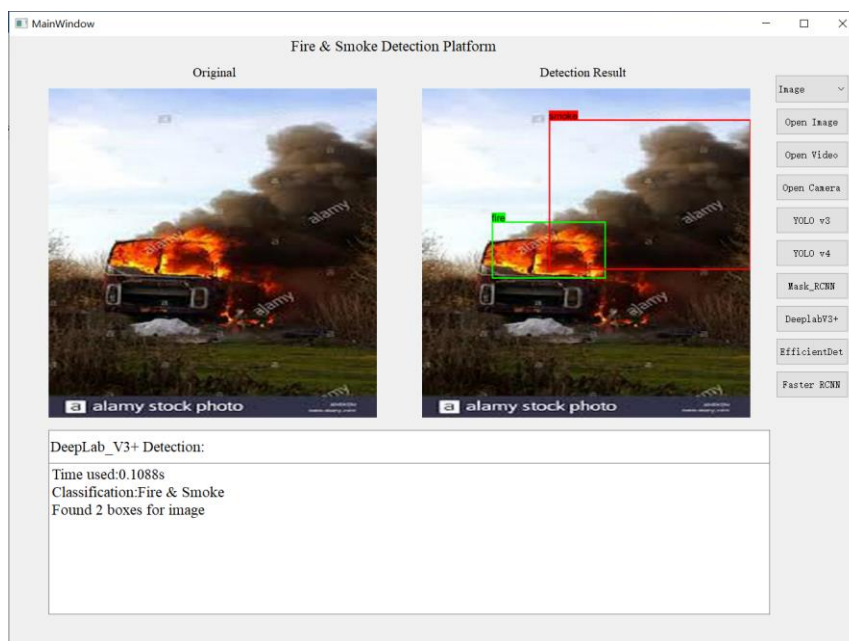 MainWindow
Fire & Smoke Detection Platform
Original
Detection Result
alamy
alamy
alamy
a alamy stock photo
smoke
fire
alamy
alamy
alamy
a alamy stock photo
Image
Open Image
Open Video
Open Camera
YOLO v3
YOLO v4
Mask_RCNN
DeeplabV3+
EfficientDet
Faster RCNN
DeepLab_V3+ Detection:
Time used:0.1088s
Classification:Fire & Smoke
Found 2 boxes for image